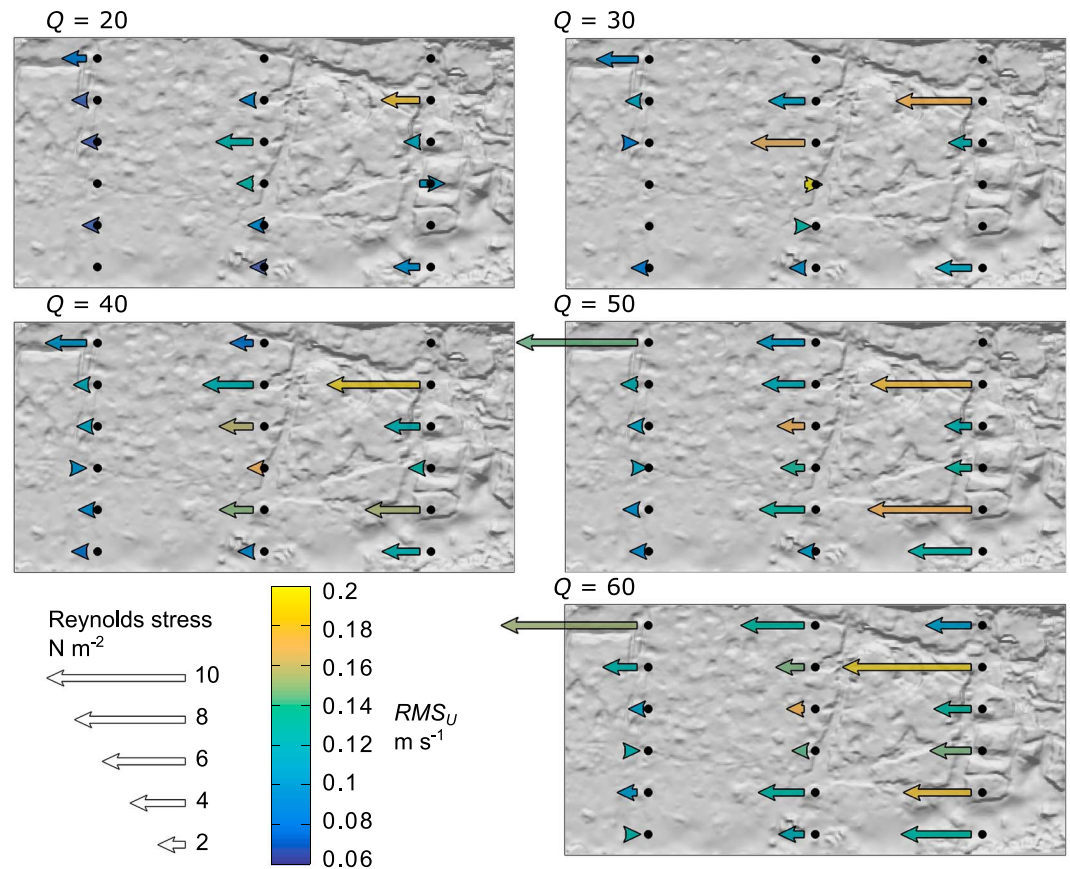 Q = 20
Q = 30
Q = 40
Q = 50
Q = 60
Reynolds stress
N m-2
10
8
6
4
2
0.2
0.18
0.16
0.14
0.12
0.1
0.08
0.06
RMSU
m s-1